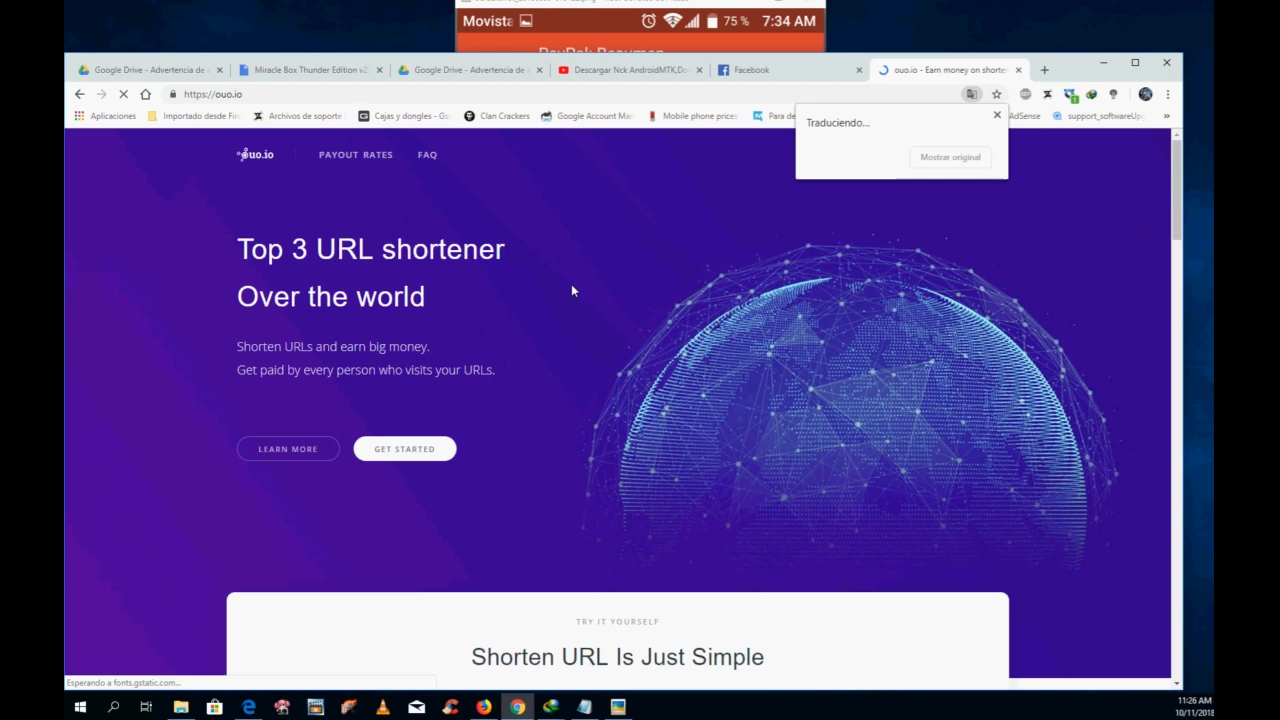 Movista
75 %
7:34 AM
Google Drive - Advertencia de
Miracle Box Thunder Edition v2
Google Drive - Advertencia de
Descargar Nck AndroidMTK,Do
Facebook
ouo.io - Earn money on shorte
https://ouo.io
Aplicaciones
Importado desde Fire
Archivos de soporte
Cajas y dongles - Gs
Clan Crackers
Google Account Ma
Mobile phone prices
Para de
AdSense
support_softwareUp
»
Traduciendo...
Mostrar original
ouo.io
PAYOUT RATES
FAQ
Top 3 URL shortener
Over the world
Shorten URLs and earn big money.
Get paid by every person who visits your URLs.
LEARN MORE
GET STARTED
TRY IT YOURSELF
Shorten URL Is Just Simple
Esperando a fonts.gstatic.com...
11:26 AM
10/11/2018